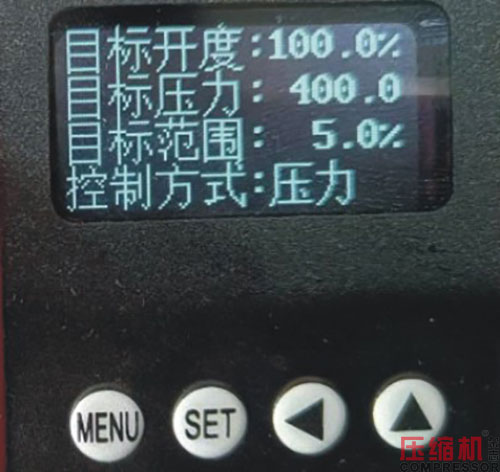 目标开度:100.0%
目标压力: 400.0
目标范围: 5.0%
控制方式:压力
MENU SET
压缩机